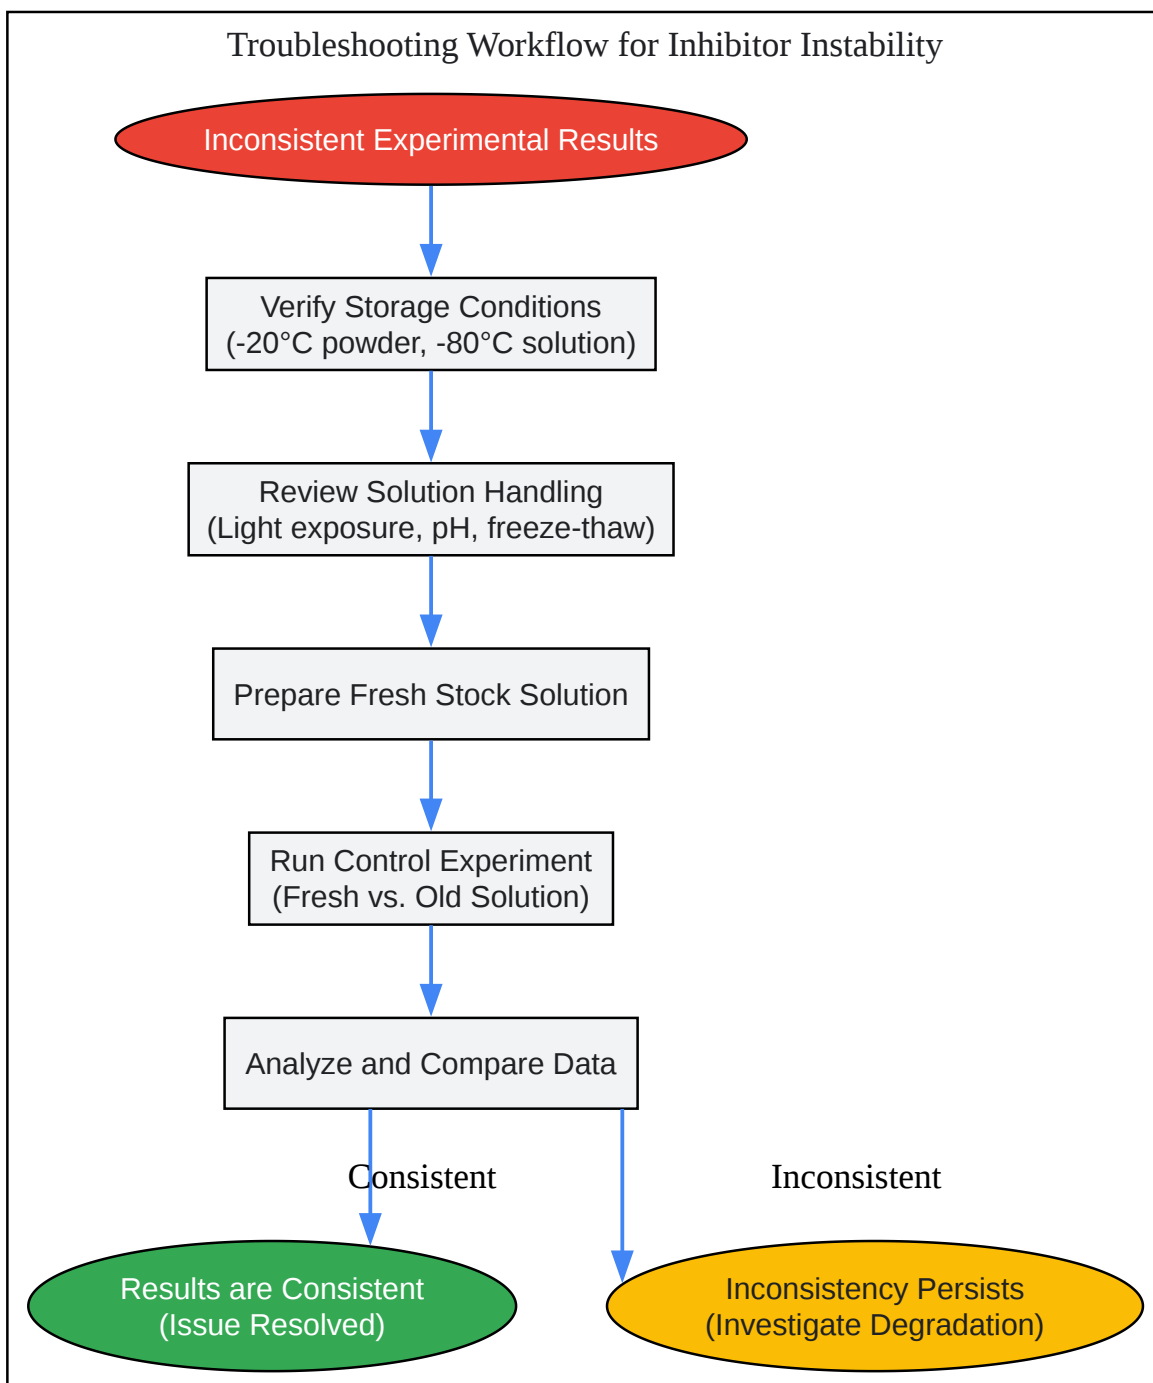 Troubleshooting Workflow for Inhibitor Instability
Inconsistent Experimental Results
Verify Storage Conditions
(-20°C powder, -80°C solution)
Review Solution Handling
(Light exposure, pH, freeze-thaw)
Prepare Fresh Stock Solution
Run Control Experiment
(Fresh vs. Old Solution)
Analyze and Compare Data
Consistent
Inconsistent
Results are Consistent
(Issue Resolved)
Inconsistency Persists
(Investigate Degradation)